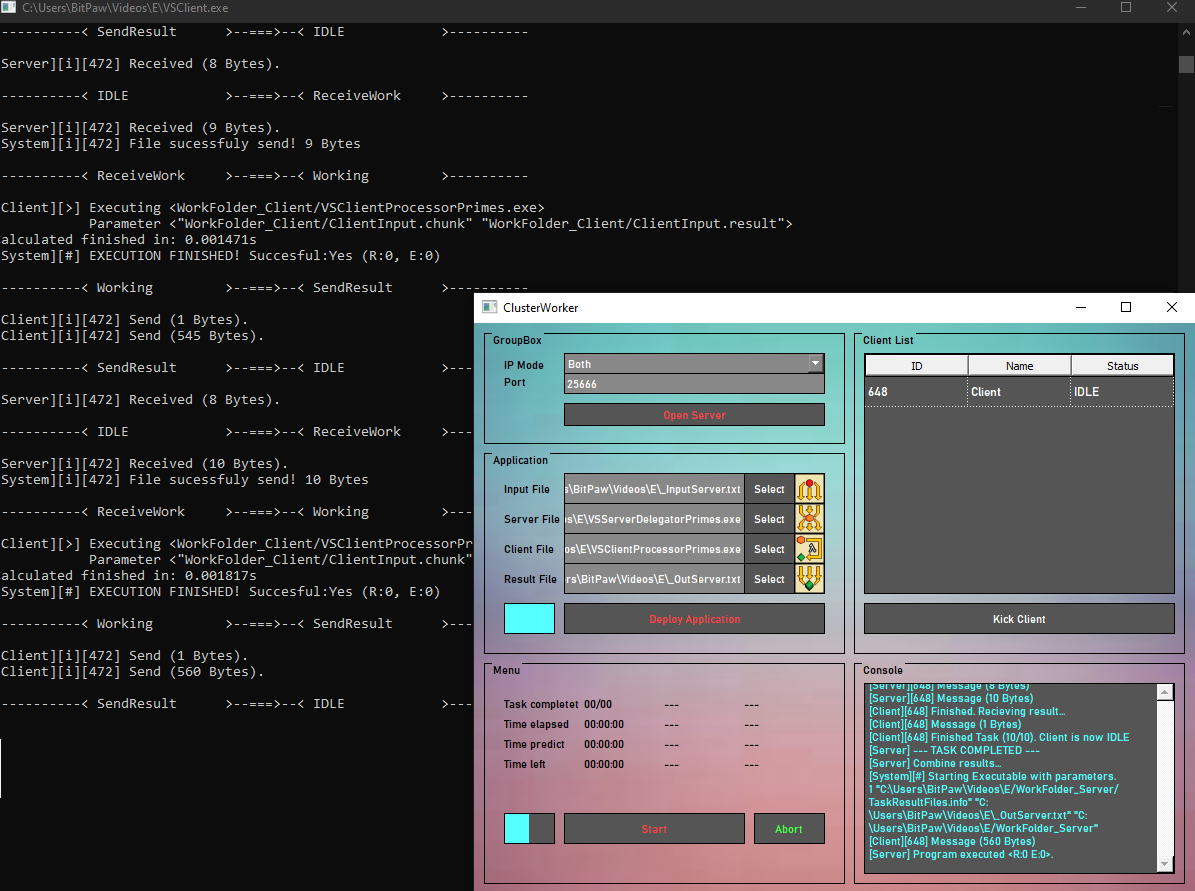 C:\Users\BitPaw\Videos\E\VSClient.exe
----------< SendResult      >--===>--< IDLE            >----------
Server][i][472] Received (8 Bytes).
----------< IDLE            >--===>--< ReceiveWork     >----------
Server][i][472] Received (9 Bytes).
System][i][472] File sucessfuly send! 9 Bytes
----------< ReceiveWork     >--===>--< Working         >----------
Client][>] Executing <WorkFolder_Client/VSClientProcessorPrimes.exe>
Parameter <"WorkFolder_Client/ClientInput.chunk" "WorkFolder_Client/ClientInput.result">
alculated finished in: 0.001471s
System][#] EXECUTION FINISHED! Succesful:Yes (R:0, E:0)
----------< Working         >--===>--< SendResult      >----------
Client][i][472] Send (1 Bytes).
Client][i][472] Send (545 Bytes).
----------< SendResult      >--===>--< IDLE            >---
Server][i][472] Received (8 Bytes).
----------< IDLE            >--===>--< ReceiveWork     >---
Server][i][472] Received (10 Bytes).
System][i][472] File sucessfuly send! 10 Bytes
----------< ReceiveWork     >--===>--< Working         >---
Client][>] Executing <WorkFolder_Client/VSClientProcessorPr
Parameter <"WorkFolder_Client/ClientInput.chunk"
alculated finished in: 0.001817s
System][#] EXECUTION FINISHED! Succesful:Yes (R:0, E:0)
----------< Working         >--===>--< SendResult      >---
Client][i][472] Send (1 Bytes).
Client][i][472] Send (560 Bytes).
----------< SendResult      >--===>--< IDLE            >---
ClusterWorker
GroupBox
IP Mode Both
Port 25666
Open Server
Application
Input File s\BitPaw\Videos\E\_InputServer.txt Select
Server File os\E\VSServerDelegatorPrimes.exe Select
Client File os\E\VSClientProcessorPrimes.exe Select
Result File rs\BitPaw\Videos\E\_OutServer.txt Select
Deploy Application
Menu
Task completet 00/00 --- ---
Time elapsed 00:00:00 --- ---
Time predict 00:00:00 --- ---
Time left 00:00:00 --- ---
Start Abort
Client List
ID Name Status
648 Client IDLE
Kick Client
Console
[Server][648] Message (8 Bytes)
[Server][648] Message (10 Bytes)
[Client][648] Finished. Recieving result...
[Client][648] Message (1 Bytes)
[Client][648] Finished Task (10/10). Client is now IDLE
[Server] --- TASK COMPLETED ---
[Server] Combine results...
[System][#] Starting Executable with parameters.
1 "C:\Users\BitPaw\Videos\E/WorkFolder_Server/
TaskResultFiles.info" "C:
\Users\BitPaw\Videos\E\_OutServer.txt" "C:
\Users\BitPaw\Videos\E/WorkFolder_Server"
[Client][648] Message (560 Bytes)
[Server] Program executed <R:0 E:0>.